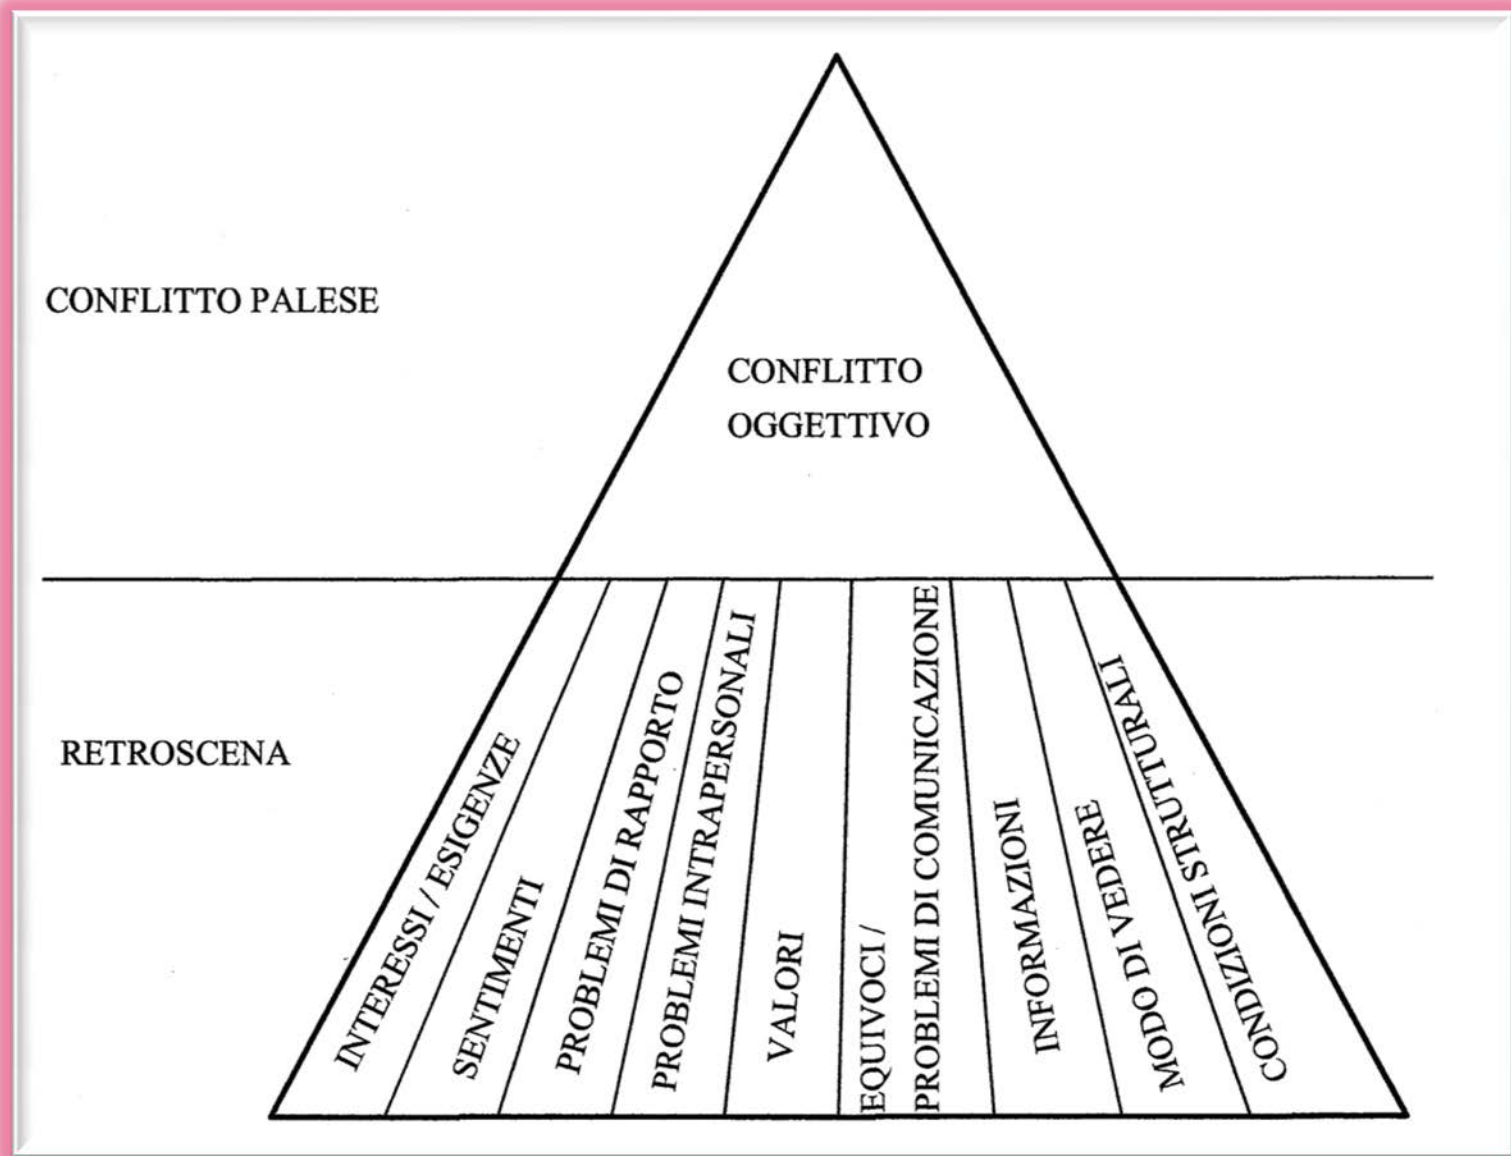 CONFLITTO PALESE
CONFLITTO
OGGETTIVO
RETROSCENA
INTERESSI / ESIGENZE
SENTIMENTI
PROBLEMI DI RAPPORTO
PROBLEMI INTRAPERSONALI
VALORI
EQUIVOCI /
PROBLEMI DI COMUNICAZIONE
INFORMAZIONI
MODO DI VEDERE
CONDIZIONI STRUTTURALI